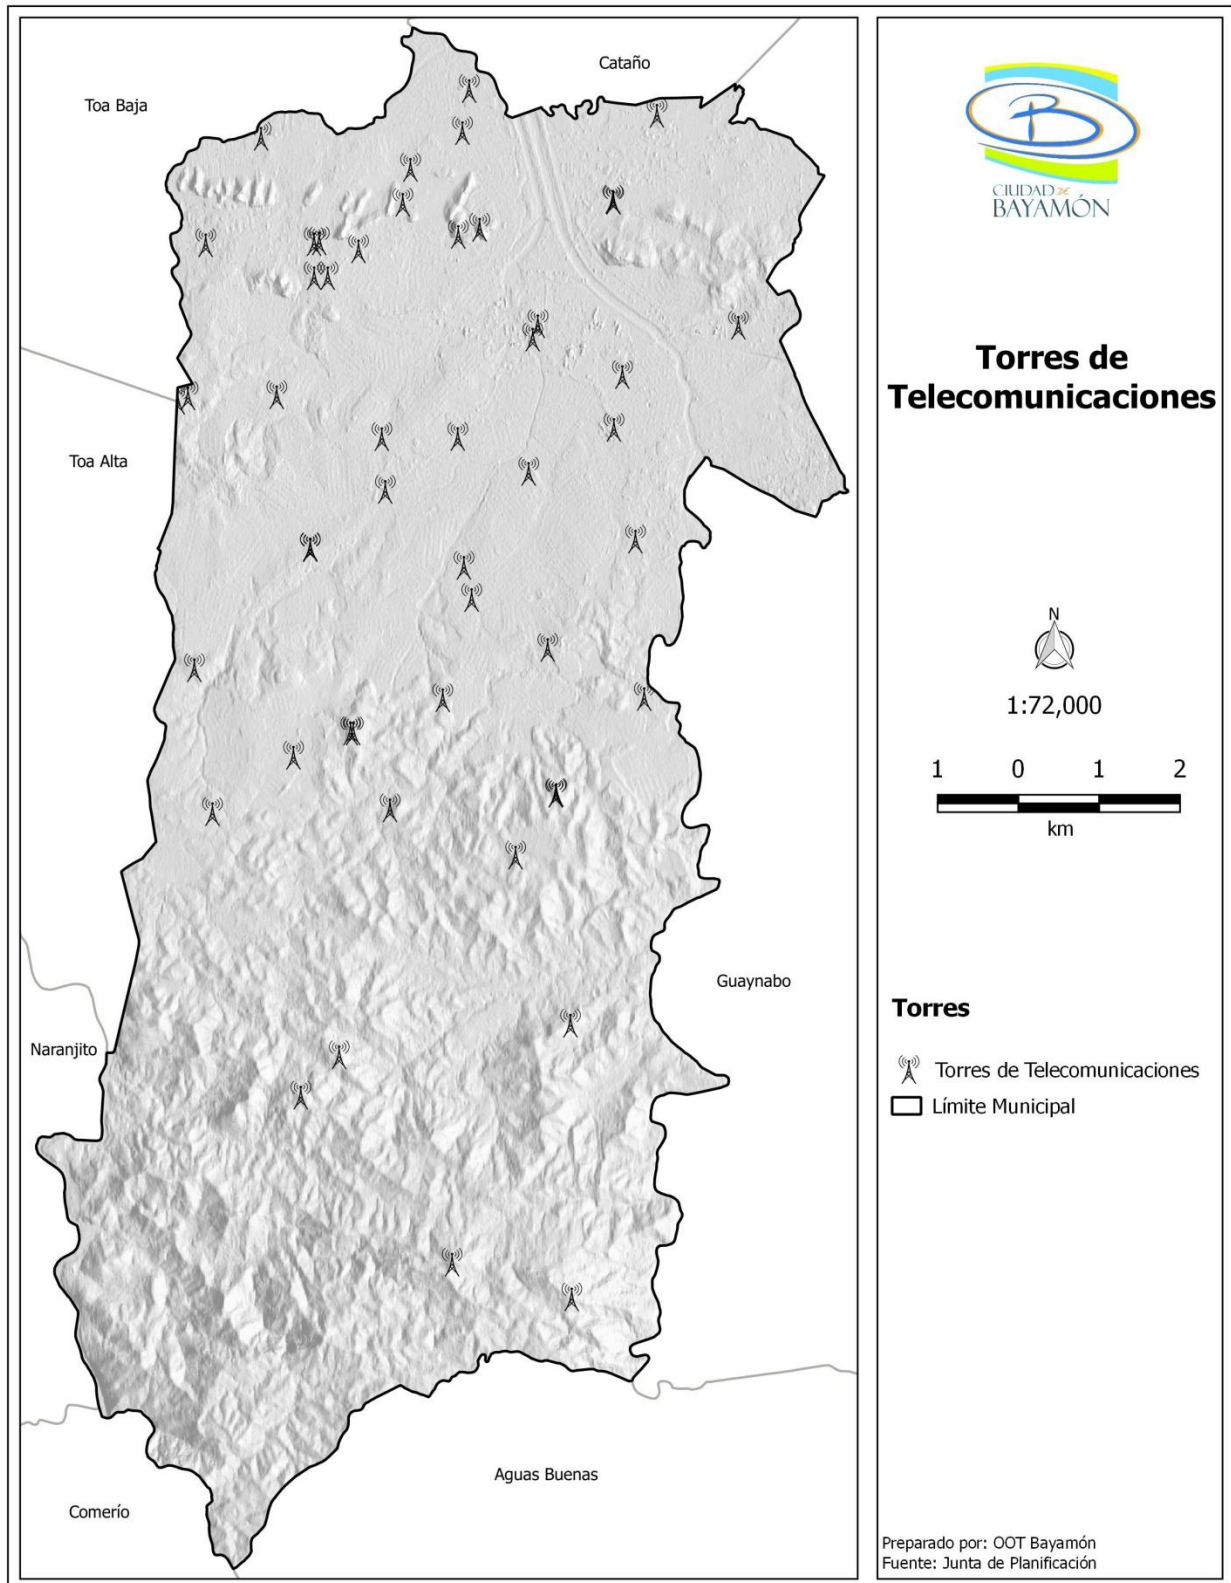 Cataño
Toa Baja
Toa Alta
Guaynabo
Naranjito
Aguas Buenas
Comerío
CIUDAD DE
BAYAMÓN
Torres de
Telecomunicaciones
N
1:72,000
1 0 1 2
km
Torres
Torres de Telecomunicaciones
Límite Municipal
Preparado por: OOT Bayamón
Fuente: Junta de Planificación